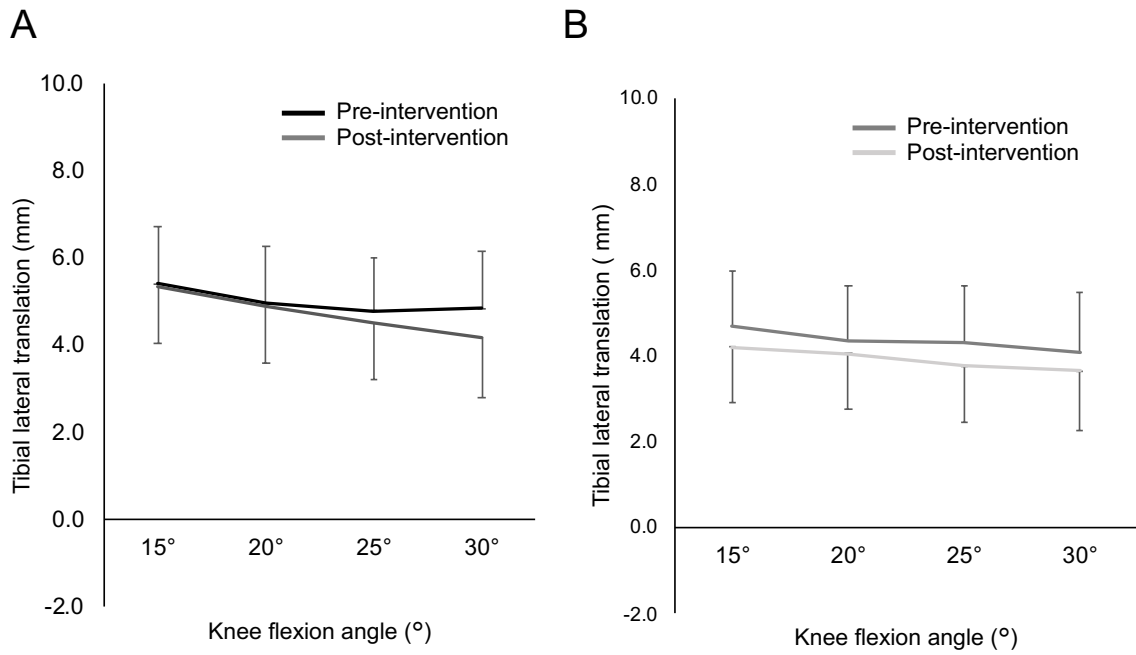 A
Tibial lateral translation (mm)
10.0
8.0
6.0
4.0
2.0
0.0
-2.0
Pre-intervention
Post-intervention
15°
20°
25°
30°
Knee flexion angle (°)
B
Tibial lateral translation ( mm)
10.0
8.0
6.0
4.0
2.0
0.0
-2.0
Pre-intervention
Post-intervention
15°
20°
25°
30°
Knee flexion angle (°)